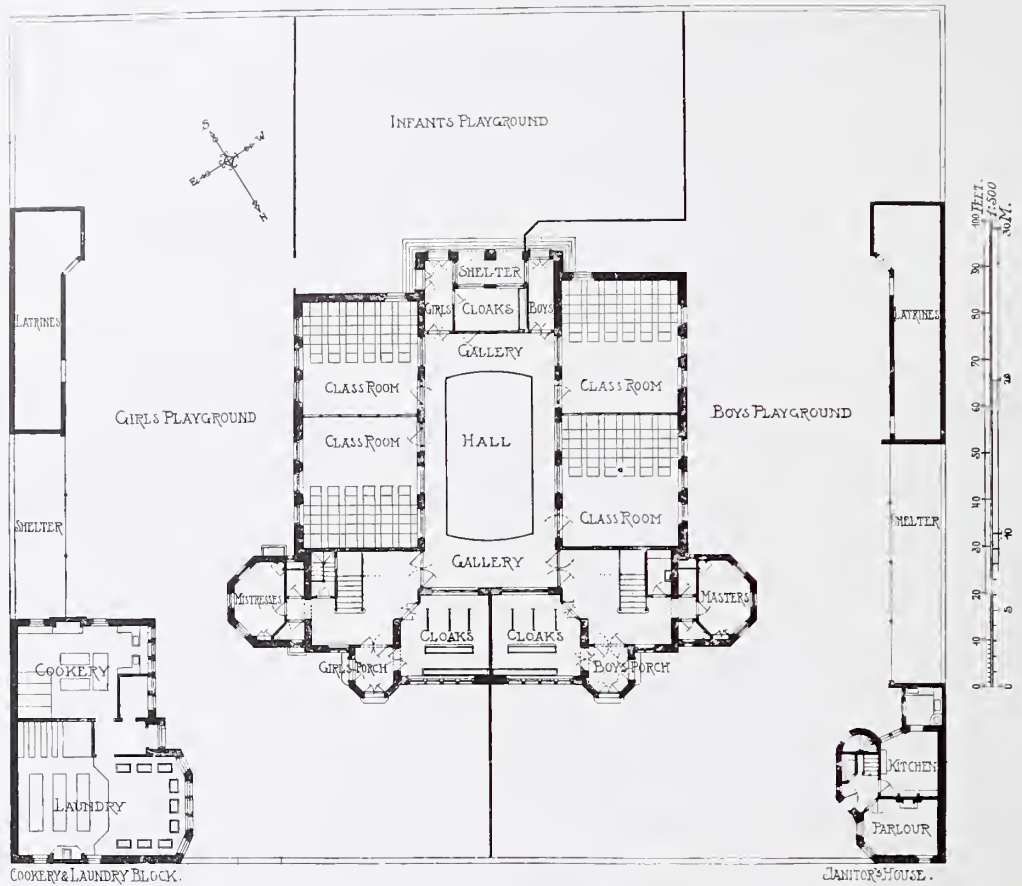 INFANTS PLAYGROUND
S
W
E
N
FEET.
1:500
M.
100
90
80
70
60
50
40
30
20
10
0
20
10
5
0
SHELTER
GIRLS
CLOAKS
BOYS
LATRINES
LATRINES
GALLERY
CLASS ROOM
CLASS ROOM
GIRLS PLAYGROUND
BOYS PLAYGROUND
CLASS ROOM
HALL
CLASS ROOM
SHELTER
SHELTER
GALLERY
MISTRESSES
MASTERS
CLOAKS
CLOAKS
GIRLS PORCH
BOYS PORCH
COOKERY
LAUNDRY
KITCHEN
PARLOUR
COOKERY & LAUNDRY BLOCK.
JANITOR'S HOUSE.